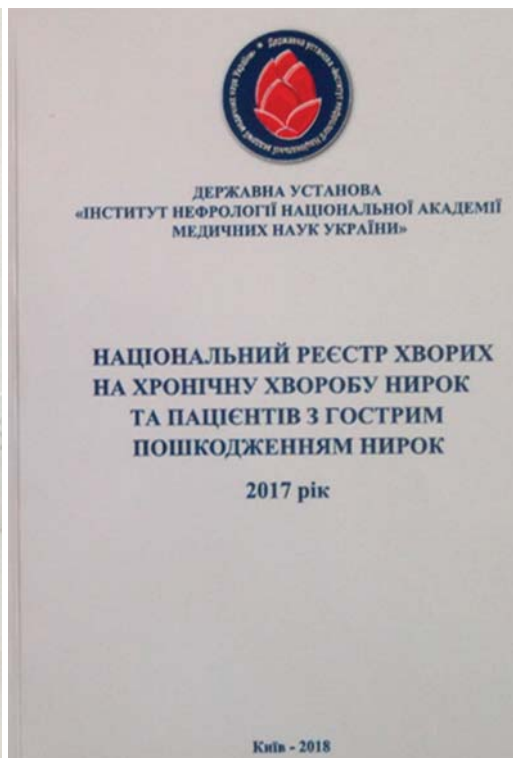 ДЕРЖАВНА УСТАНОВА
«ІНСТИТУТ НЕФРОЛОГІЇ НАЦІОНАЛЬНОЇ АКАДЕМІЇ
МЕДИЧНИХ НАУК УКРАЇНИ»
НАЦІОНАЛЬНИЙ РЕЄСТР ХВОРИХ
НА ХРОНІЧНУ ХВОРОБУ НИРОК
ТА ПАЦІЄНТІВ З ГОСТРИМ
ПОШКОДЖЕННЯМ НИРОК
2017 рік
Київ - 2018